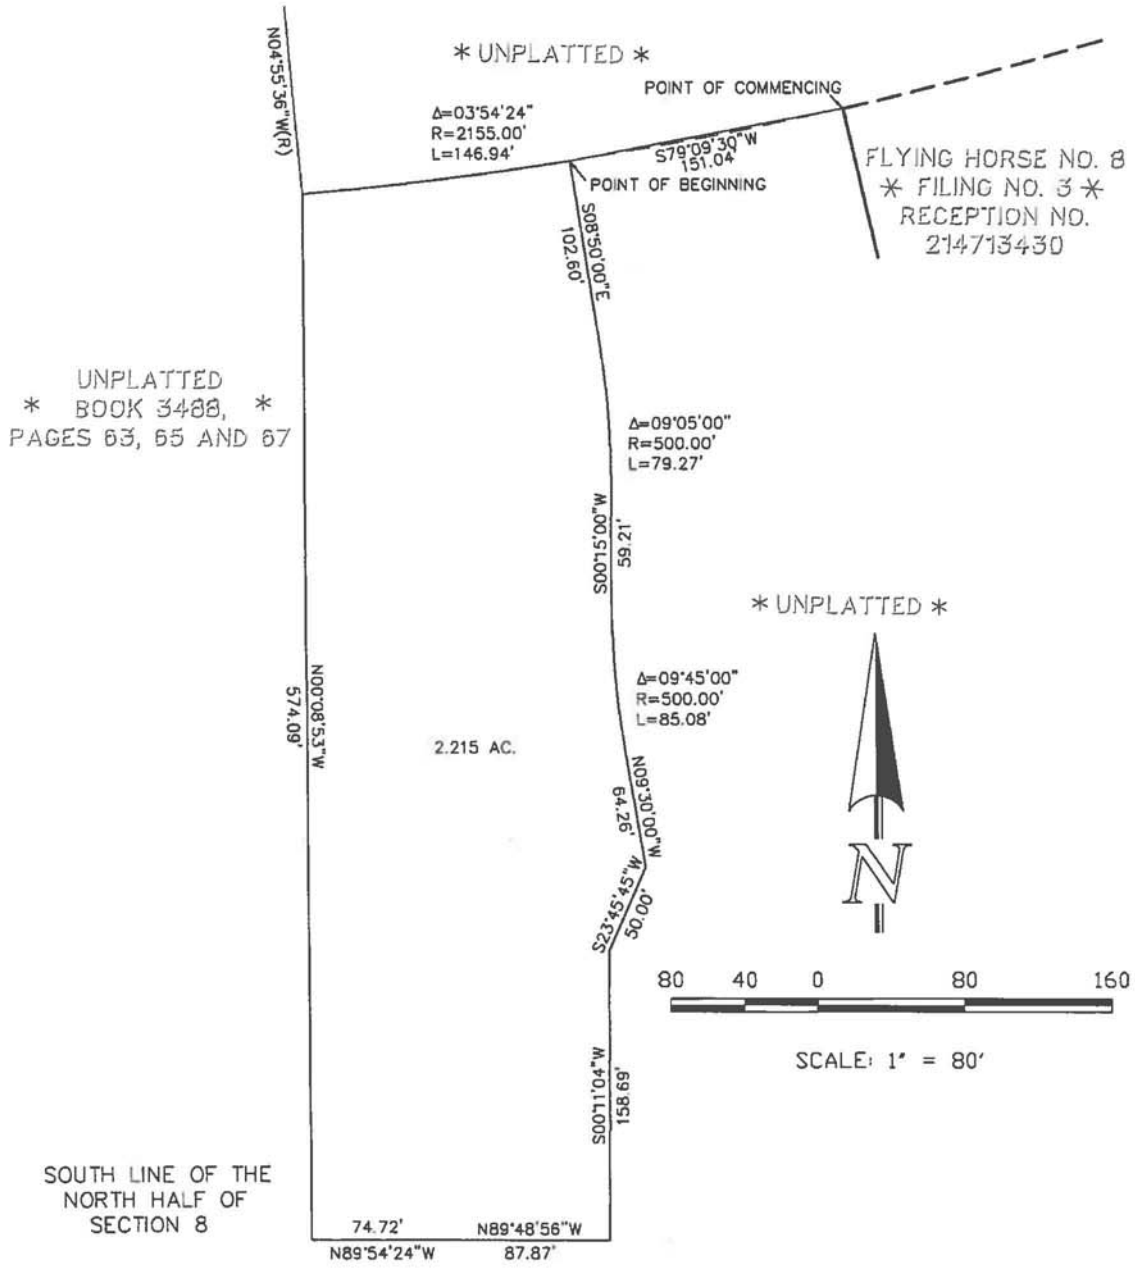 * UNPLATTED *
N04°55'36"W(R)
POINT OF COMMENCING
Δ=03°54'24"
R=2155.00'
L=146.94'
S79°09'30"W
151.04'
POINT OF BEGINNING
FLYING HORSE NO. 8
* FILING NO. 3 *
RECEPTION NO.
214713430
S08°50'00"E
102.60'
UNPLATTED
* BOOK 3488, *
PAGES 63, 65 AND 67
Δ=09°05'00"
R=500.00'
L=79.27'
S00°15'00"W
59.21'
* UNPLATTED *
N00°08'53"W
574.09'
Δ=09°45'00"
R=500.00'
L=85.08'
2.215 AC.
N09°30'00"W
64.26'
S23°45'45"W
50.00'
N
80 40 0 80 160
SCALE: 1" = 80'
S00°11'04"W
158.69'
SOUTH LINE OF THE
NORTH HALF OF
SECTION 8
74.72' N89°48'56"W
N89°54'24"W 87.87'